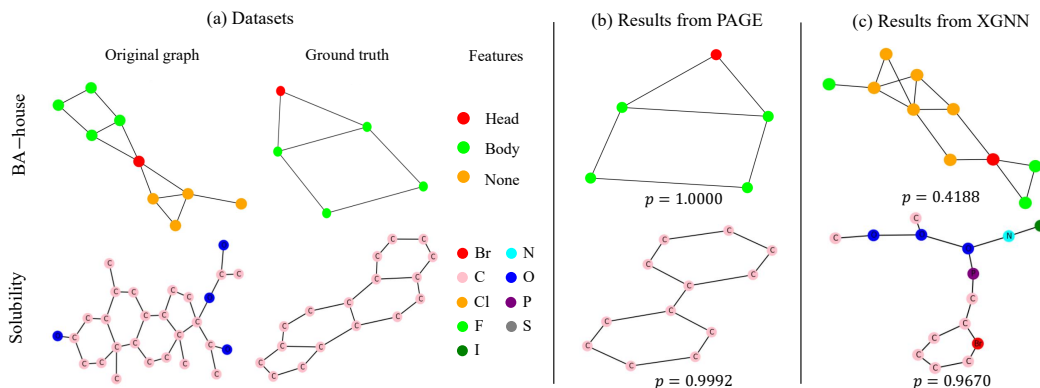 (a) Datasets
(b) Results from PAGE
(c) Results from XGNN
Original graph
Ground truth
Features
BA−house
Head
Body
None
p = 1.0000
p = 0.4188
Solubility
Br
N
C
O
Cl
P
F
S
I
p = 0.9992
p = 0.9670